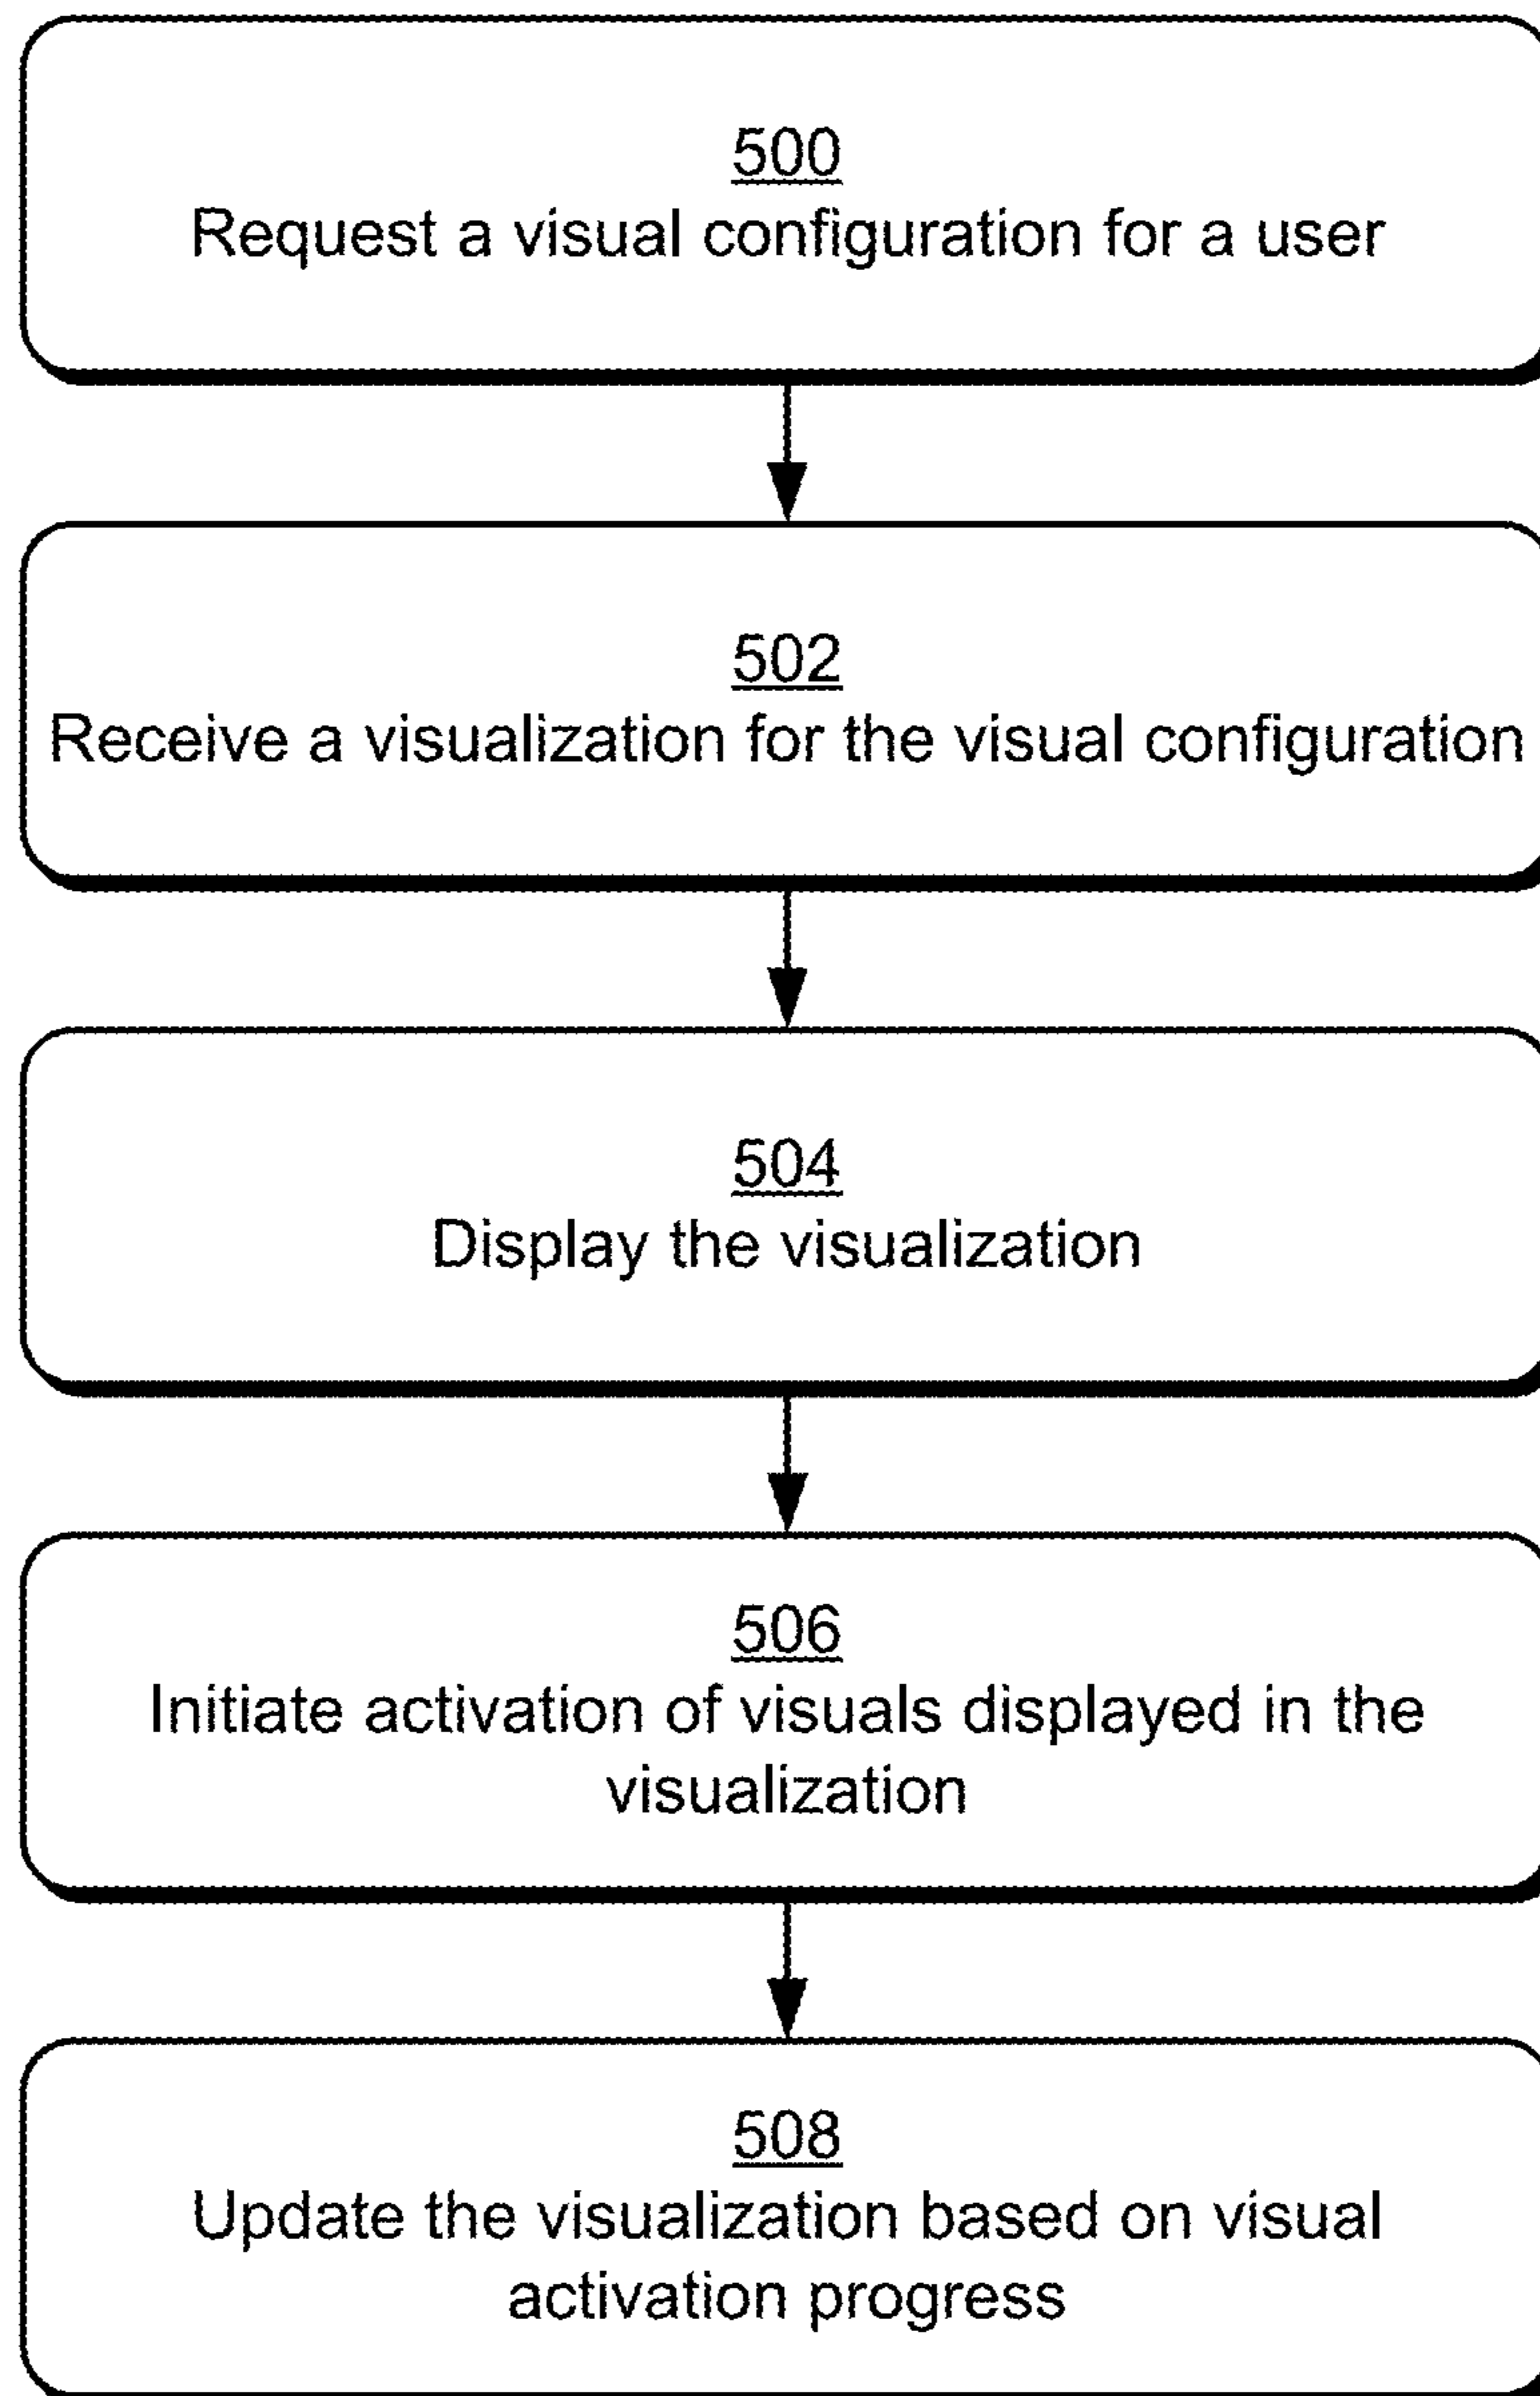 500
Request a visual configuration for a user
502
Receive a visualization for the visual configuration
504
Display the visualization
506
Initiate activation of visuals displayed in the
visualization
508
Update the visualization based on visual
activation progress